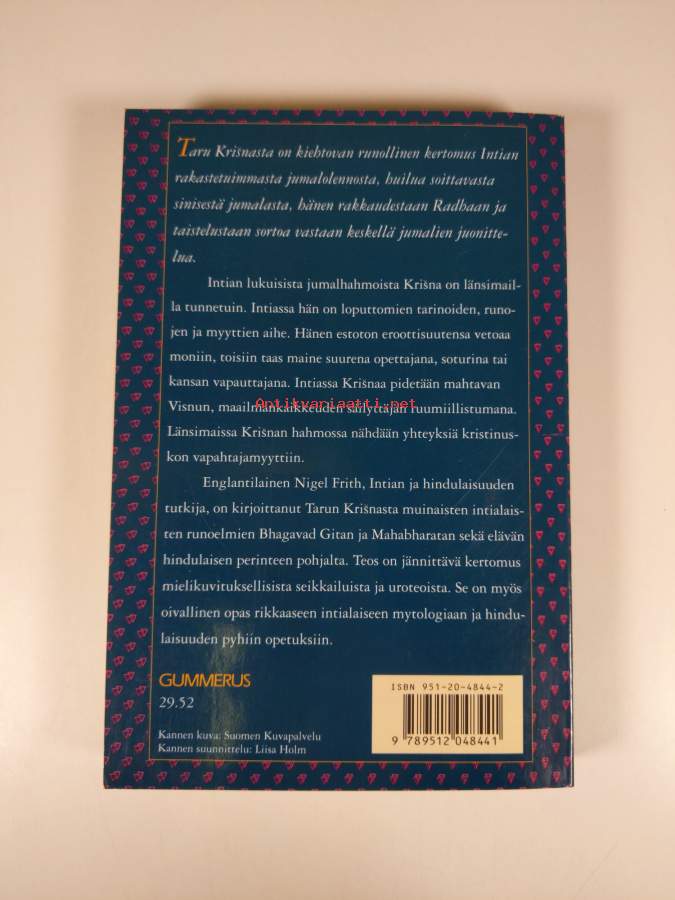 Taru Krišnasta on kiehtovan runollinen kertomus Intian
rakastetuimmasta jumalolennosta, huilua soittavasta
sinisestä jumalasta, hänen rakkaudestaan Radhaan ja
taistelustaan sortoa vastaan keskellä jumalien juonitte-
lua.
Intian lukuisista jumalhahmoista Krišna on länsimail-
la tunnetuin. Intiassa hän on loputtomien tarinoiden, runo-
jen ja myyttien aihe. Hänen estoton eroottisuutensa vetoaa
moniin, toisiin taas maine suurena opettajana, soturina tai
kansan vapauttajana. Intiassa Krišnaa pidetään mahtavan
Antikvariaatti.net
Visnun, maailmankaikkeuden säilyttäjän ruumiillistumana.
Länsimaissa Krišnan hahmossa nähdään yhteyksiä kristinus-
kon vapahtajamyyttiin.
Englantilainen Nigel Frith, Intian ja hindulaisuuden
tutkija, on kirjoittanut Tarun Krišnasta muinaisten intialais-
ten runoelmien Bhagavad Gitan ja Mahabharatan sekä elävän
hindulaisen perinteen pohjalta. Teos on jännittävä kertomus
mielikuvituksellisista seikkailuista ja uroteoista. Se on myös
oivallinen opas rikkaaseen intialaiseen mytologiaan ja hindu-
laisuuden pyhiin opetuksiin.
GUMMERUS
29.52
Kannen kuva: Suomen Kuvapalvelu
Kannen suunnittelu: Liisa Holm
ISBN 951-20-4844-2
9 789512 048441